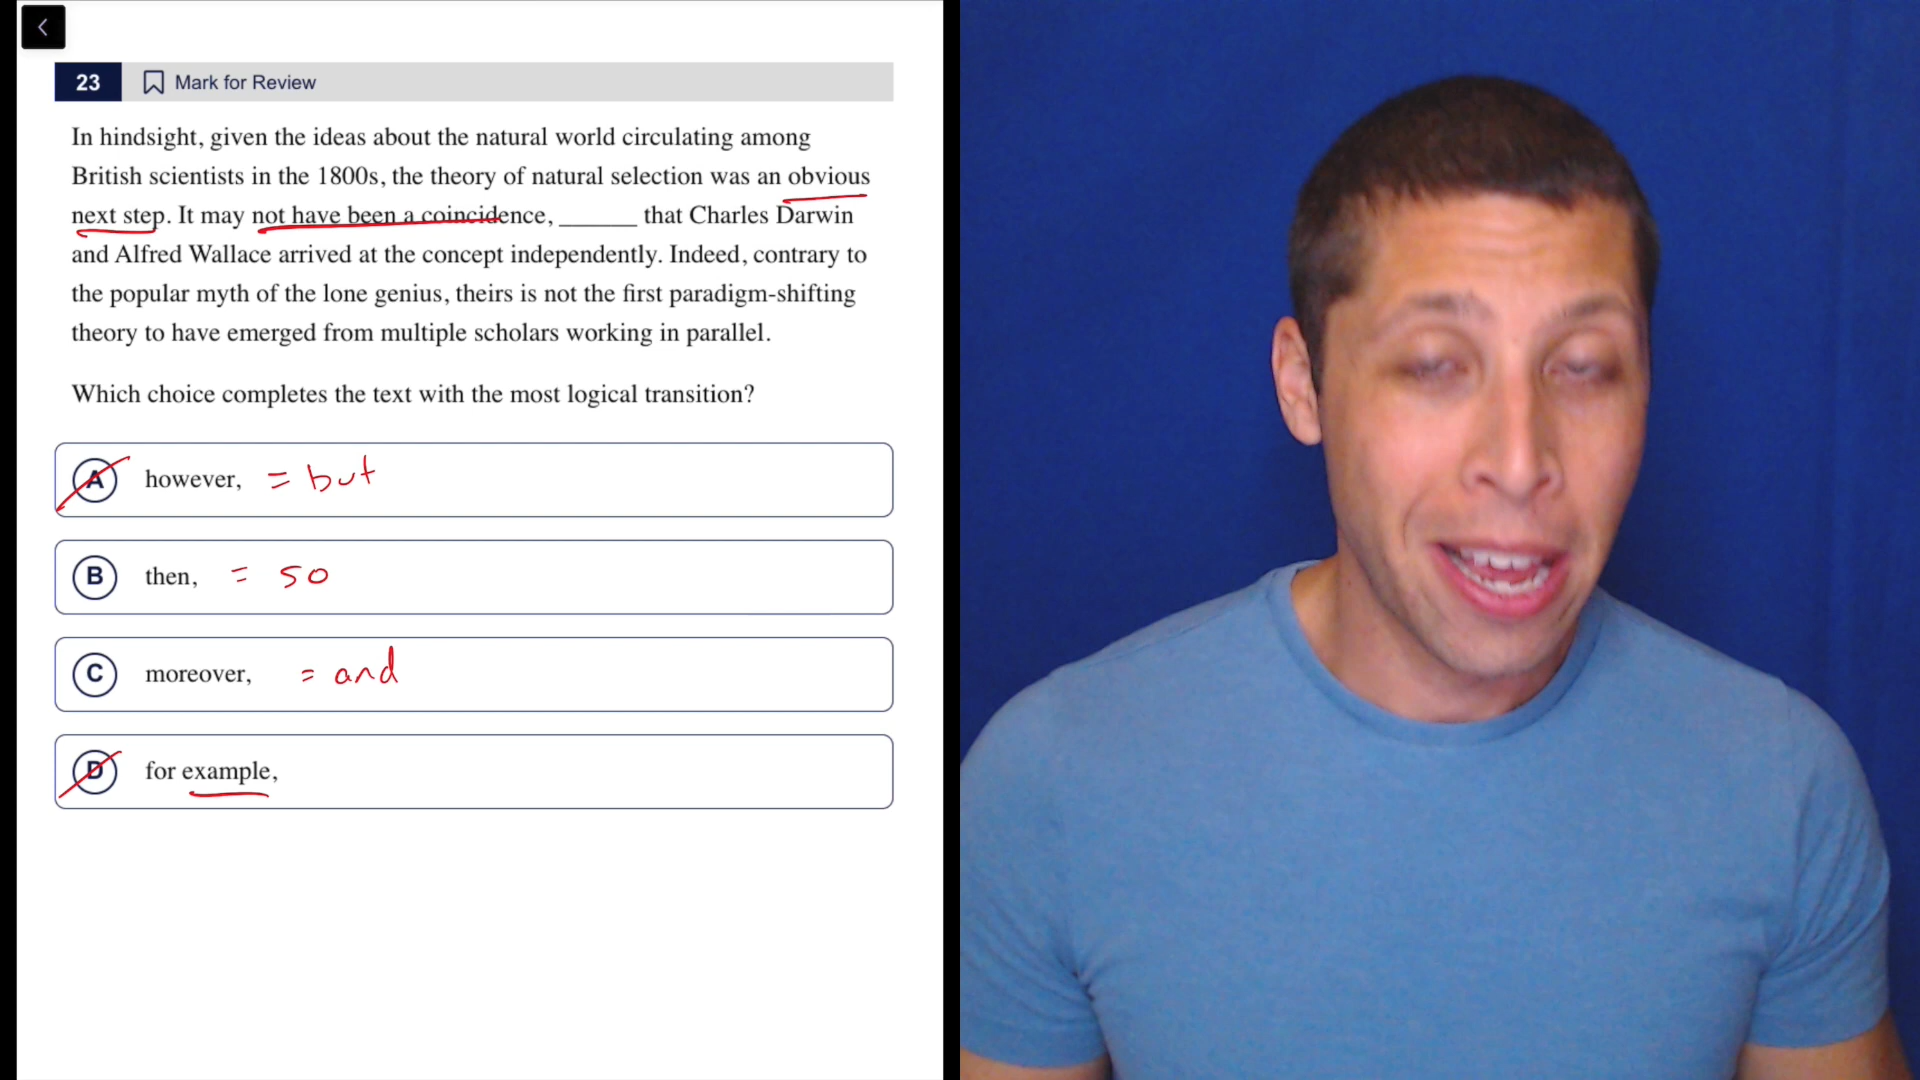 23 Mark for Review
In hindsight, given the ideas about the natural world circulating among
British scientists in the 1800s, the theory of natural selection was an obvious
next step. It may not have been a coincidence, ______ that Charles Darwin
and Alfred Wallace arrived at the concept independently. Indeed, contrary to
the popular myth of the lone genius, theirs is not the first paradigm-shifting
theory to have emerged from multiple scholars working in parallel.
Which choice completes the text with the most logical transition?
A however, = but
B then, = so
C moreover, = and
D for example,